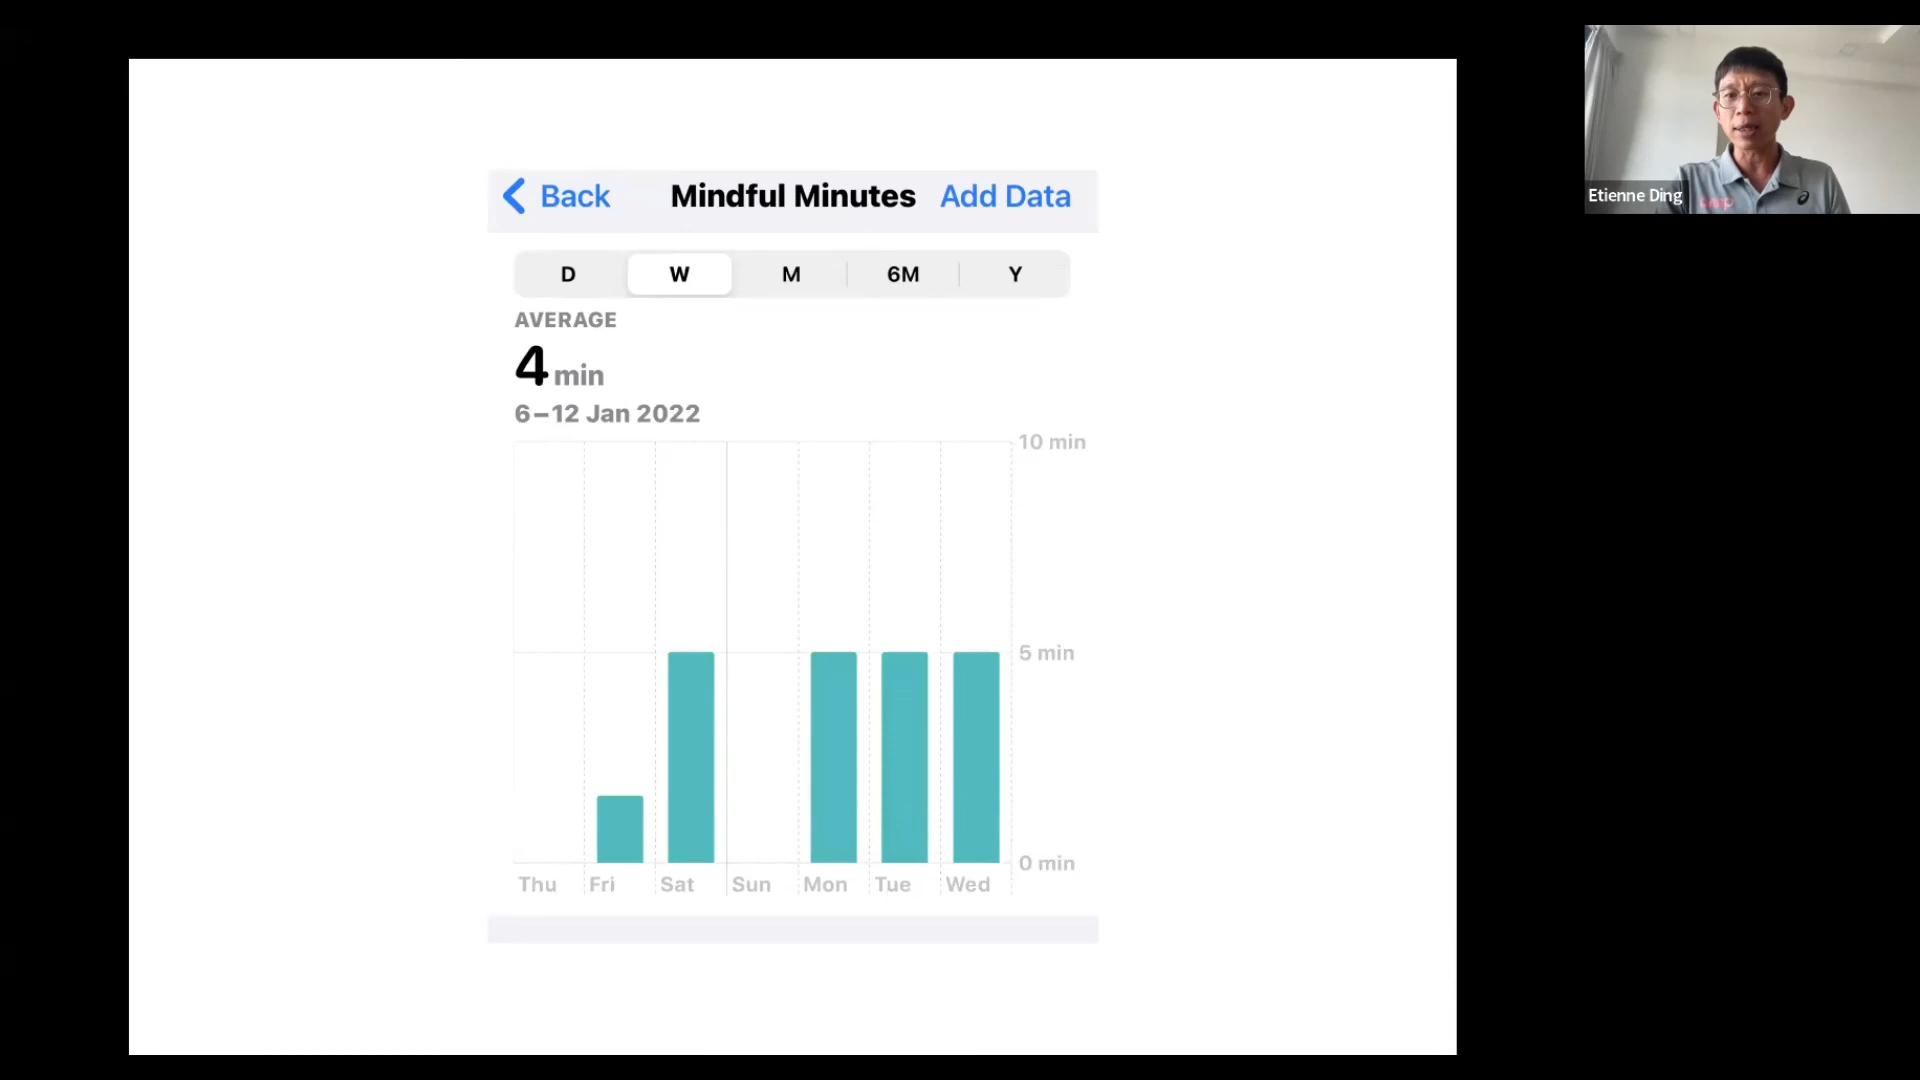 Back Mindful Minutes Add Data
D W M 6M Y
AVERAGE
4 min
6–12 Jan 2022
10 min
5 min
0 min
Thu Fri Sat Sun Mon Tue Wed
Etienne Ding